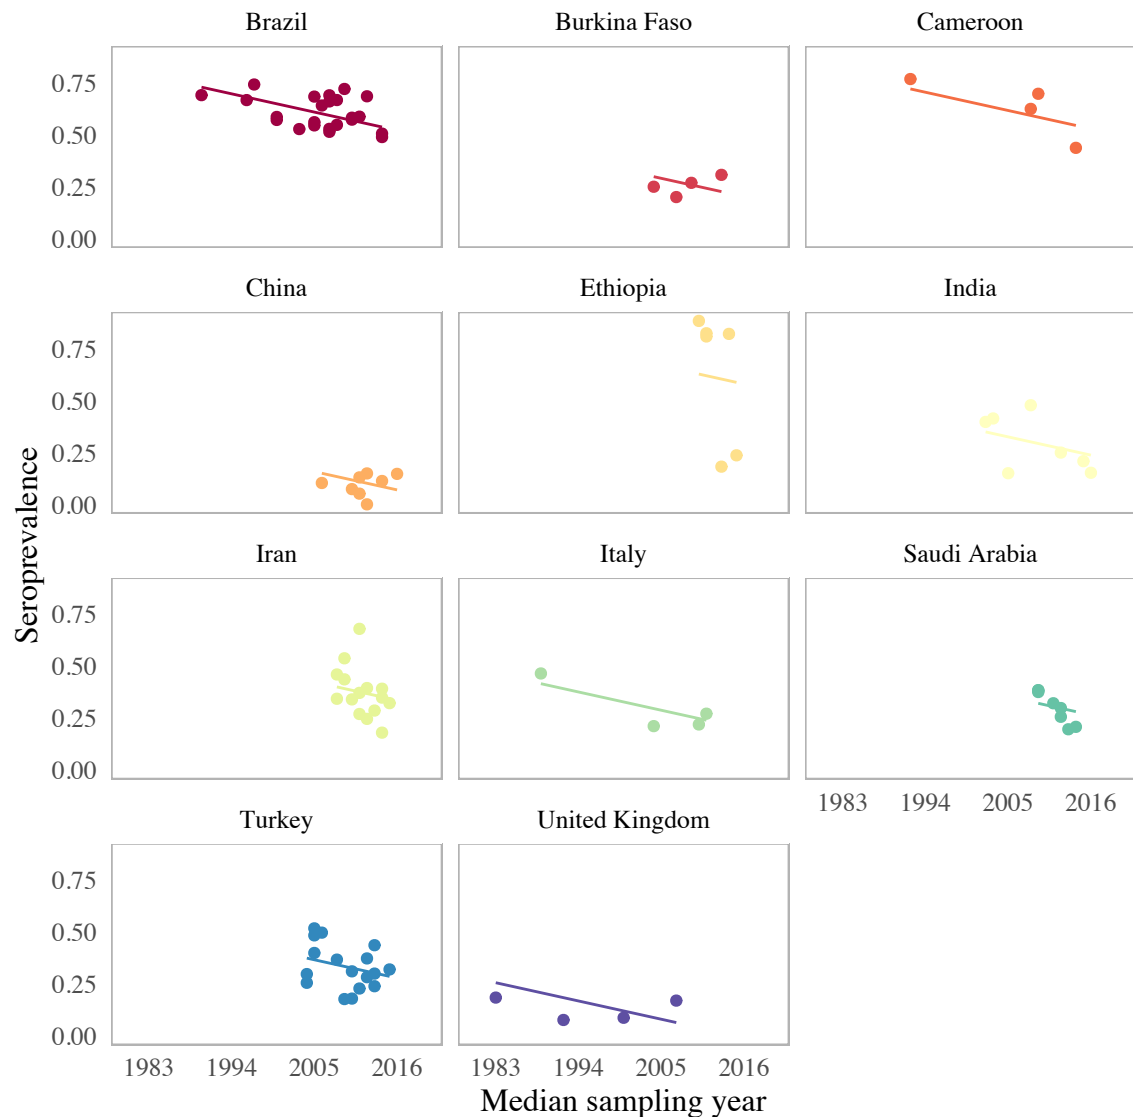 Brazil
Burkina Faso
Cameroon
0.75
0.50
0.25
0.00
China
Ethiopia
India
0.75
0.50
0.25
0.00
Seroprevalence
Iran
Italy
Saudi Arabia
0.75
0.50
0.25
0.00
1983
1994
2005
2016
Turkey
United Kingdom
0.75
0.50
0.25
0.00
1983
1994
2005
2016
1983
1994
2005
2016
Median sampling year